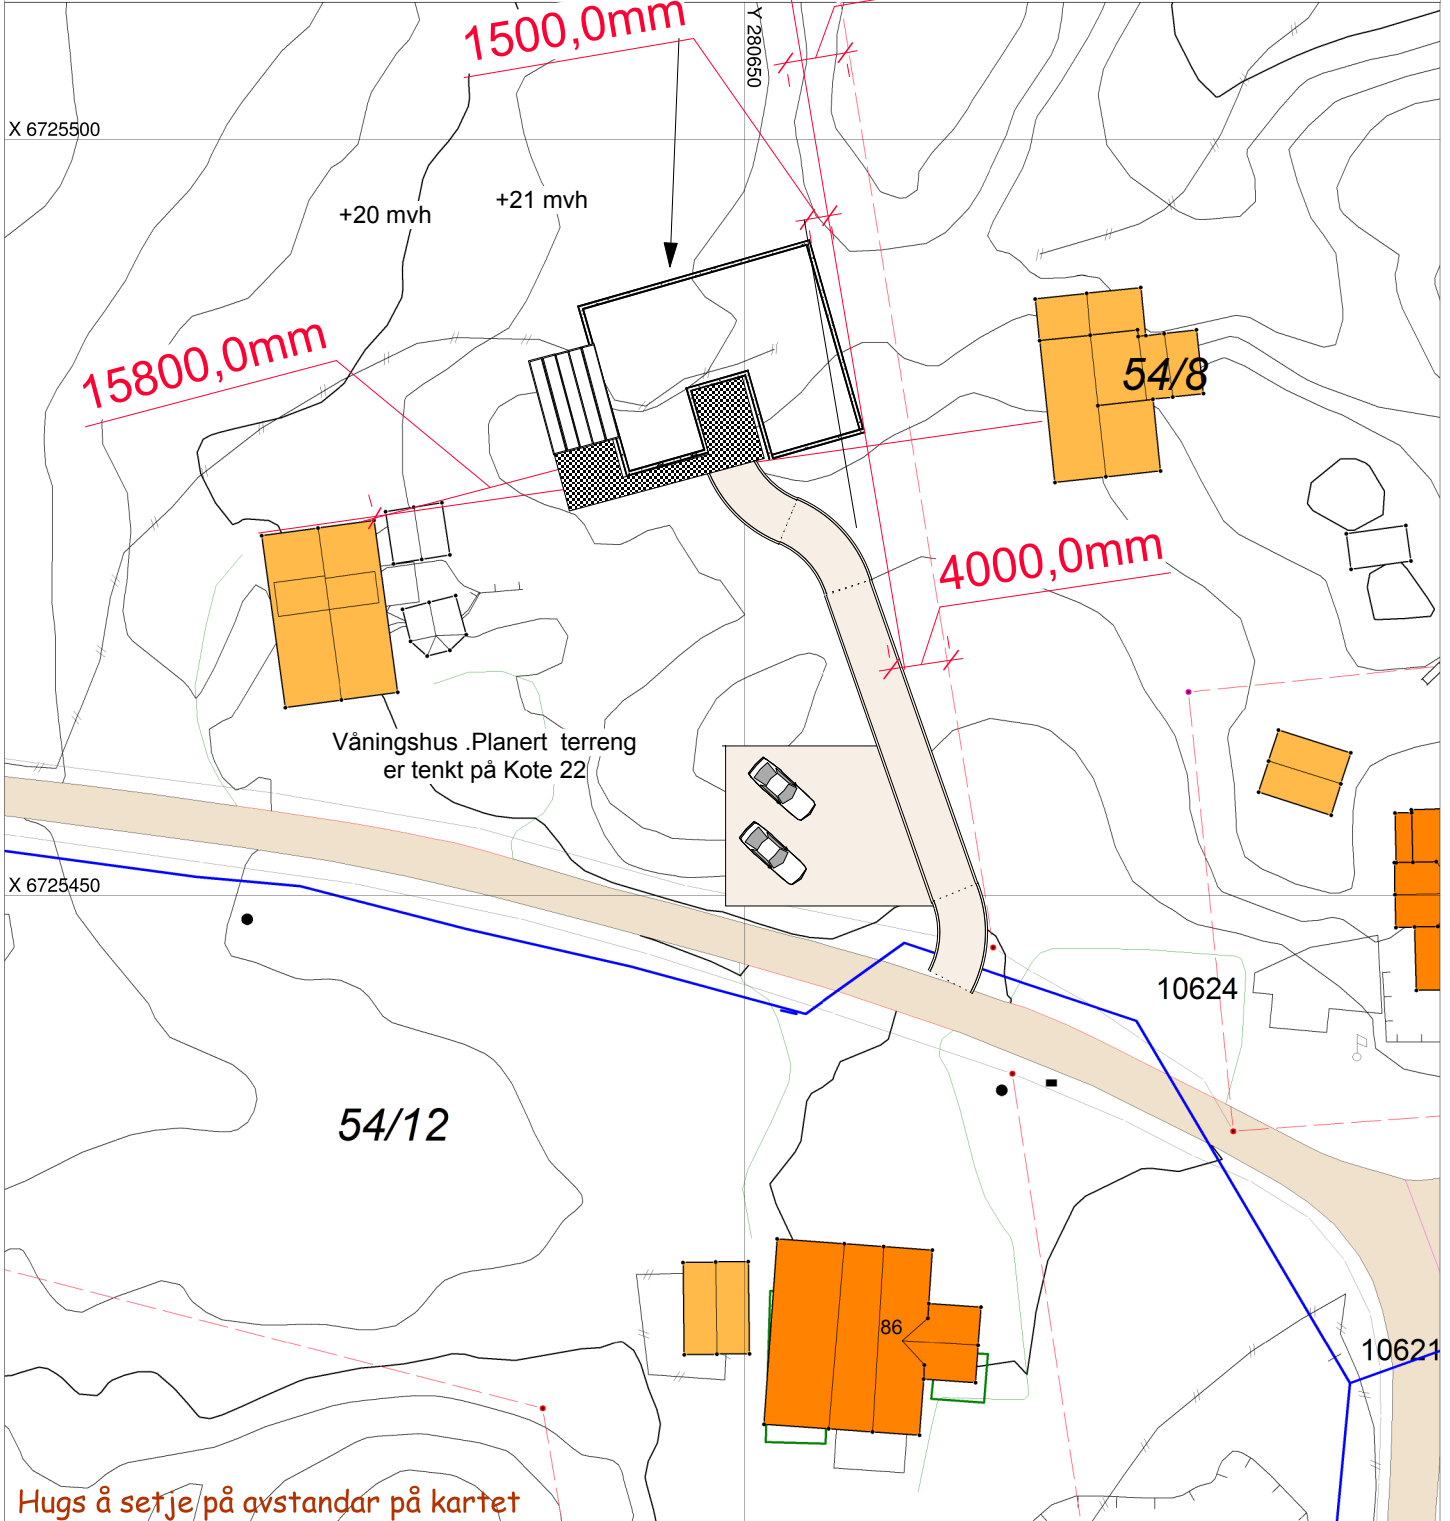 1500,0mm
Y 280650
X 6725500
+20 mvh
+21 mvh
15800,0mm
54/8
4000,0mm
Våningshus .Planert terreng
er tenkt på Kote 22
X 6725450
10624
54/12
86
10621
Hugs å setje på avstandar på kartet